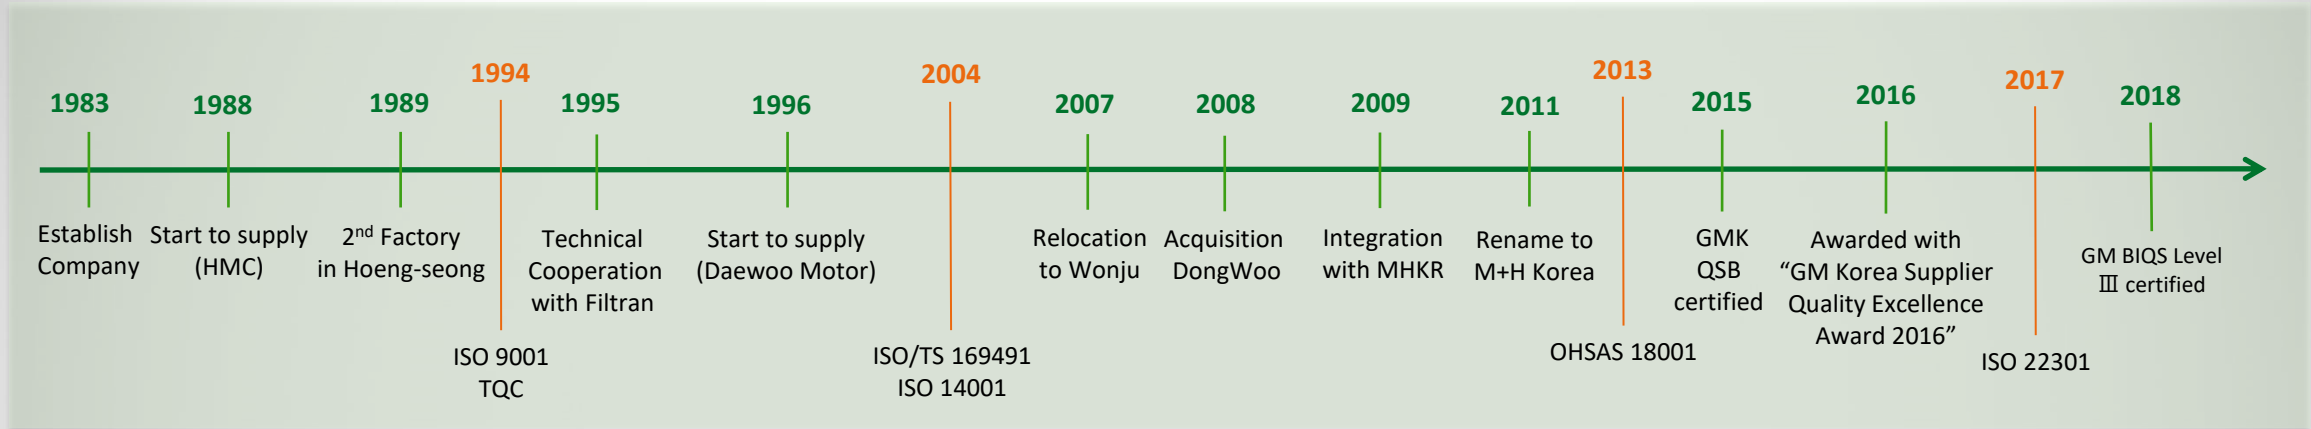 1983
Establish
Company
1988
Start to supply
(HMC)
1989
2nd Factory
in Hoeng-seong
1994
ISO 9001
TQC
1995
Technical
Cooperation
with Filtran
1996
Start to supply
(Daewoo Motor)
2004
ISO/TS 169491
ISO 14001
2007
Relocation
to Wonju
2008
Acquisition
DongWoo
2009
Integration
with MHKR
2011
Rename to
M+H Korea
2013
OHSAS 18001
2015
GMK
QSB
certified
2016
Awarded with
“GM Korea Supplier
Quality Excellence
Award 2016”
2017
ISO 22301
2018
GM BIQS Level
Ⅲ certified